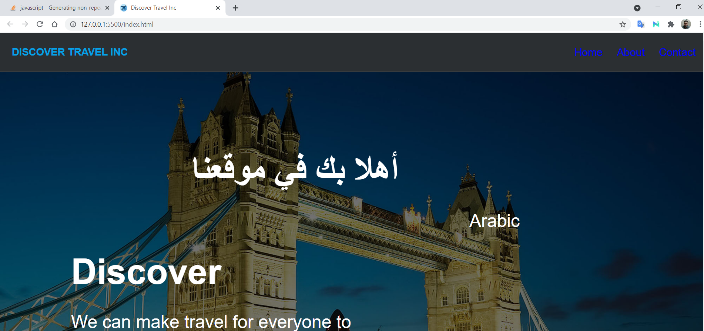 Discover Travel Inc
127.0.0.1:5500/index.html
DISCOVER TRAVEL INC
Home About Contact
أهلا بك في موقعنا
Arabic
Discover
We can make travel for everyone to